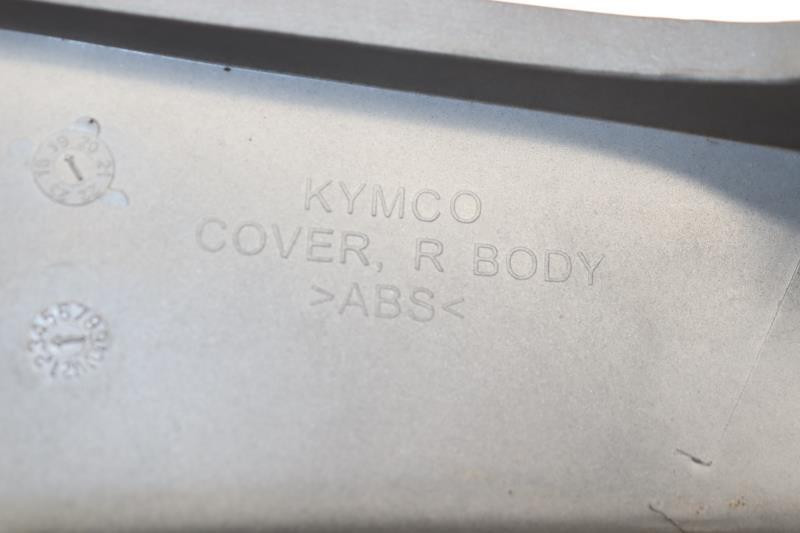 KYMCO
COVER, R BODY
>ABS<